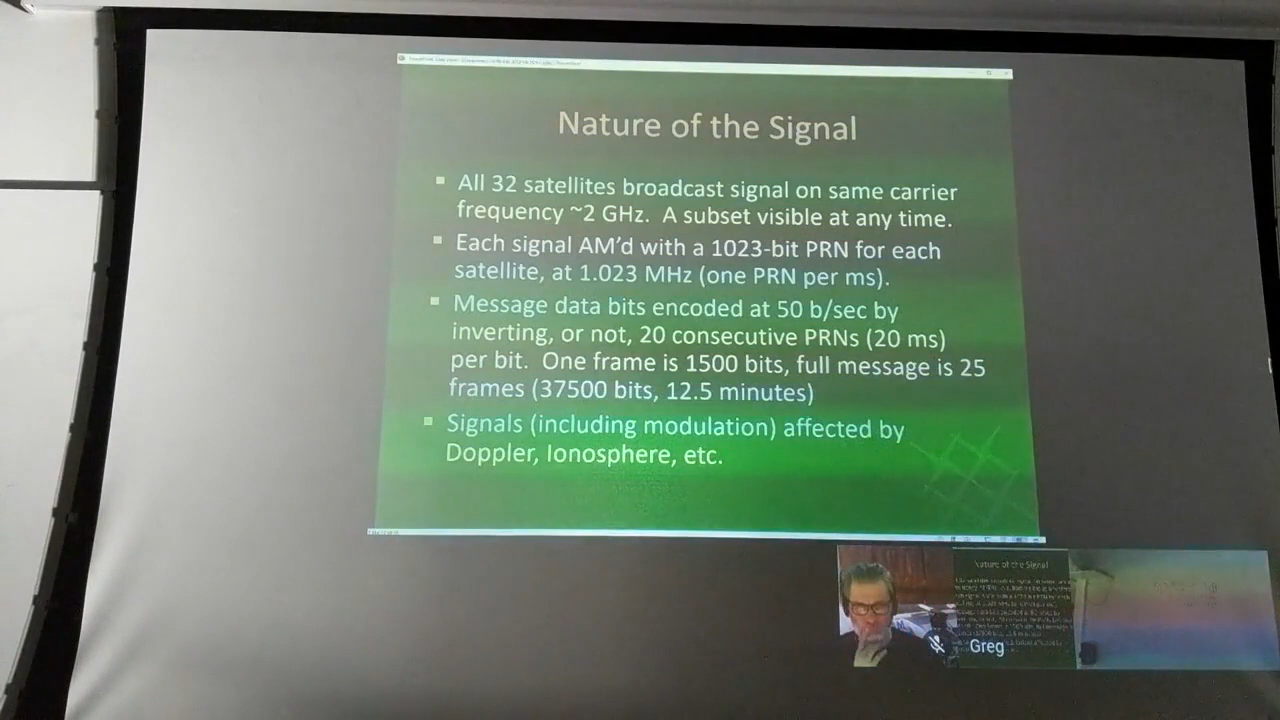 Nature of the Signal
All 32 satellites broadcast signal on same carrier
frequency ~2 GHz. A subset visible at any time.
Each signal AM'd with a 1023-bit PRN for each
satellite, at 1.023 MHz (one PRN per ms).
Message data bits encoded at 50 b/sec by
inverting, or not, 20 consecutive PRNs (20 ms)
per bit. One frame is 1500 bits, full message is 25
frames (37500 bits, 12.5 minutes)
Signals (including modulation) affected by
Doppler, Ionosphere, etc.
Nature of the Signal
Greg